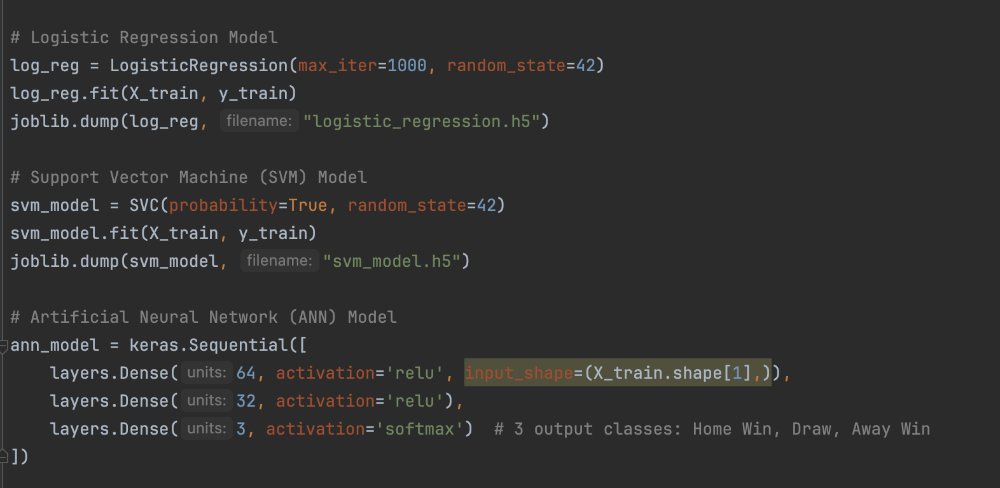 # Logistic Regression Model
log_reg = LogisticRegression(max_iter=1000, random_state=42)
log_reg.fit(X_train, y_train)
joblib.dump(log_reg, filename: "logistic_regression.h5")
# Support Vector Machine (SVM) Model
svm_model = SVC(probability=True, random_state=42)
svm_model.fit(X_train, y_train)
joblib.dump(svm_model, filename: "svm_model.h5")
# Artificial Neural Network (ANN) Model
ann_model = keras.Sequential([
    layers.Dense( units: 64, activation='relu', input_shape=(X_train.shape[1],)),
    layers.Dense( units: 32, activation='relu'),
    layers.Dense( units: 3, activation='softmax')  # 3 output classes: Home Win, Draw, Away Win
])